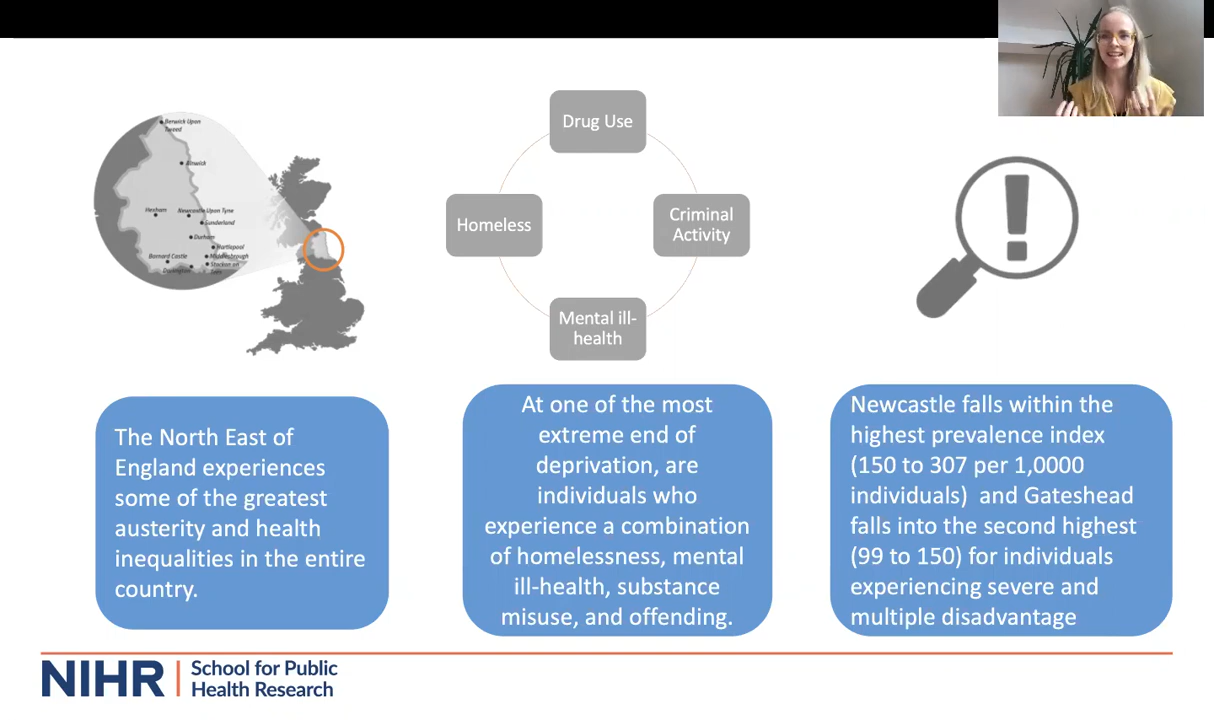 Berwick Upon
Tweed
Alnwick
Hexham
Newcastle Upon Tyne
Sunderland
Durham
Hartlepool
Barnard Castle
Middlesbrough
Stockton on
Tees
Darlington
Drug Use
Homeless
Criminal
Activity
Mental ill-
health
The North East of
England experiences
some of the greatest
austerity and health
inequalities in the entire
country.
At one of the most
extreme end of
deprivation, are
individuals who
experience a combination
of homelessness, mental
ill-health, substance
misuse, and offending.
Newcastle falls within the
highest prevalence index
(150 to 307 per 1,0000
individuals)  and Gateshead
falls into the second highest
(99 to 150) for individuals
experiencing severe and
multiple disadvantage
NIHR
School for Public
Health Research